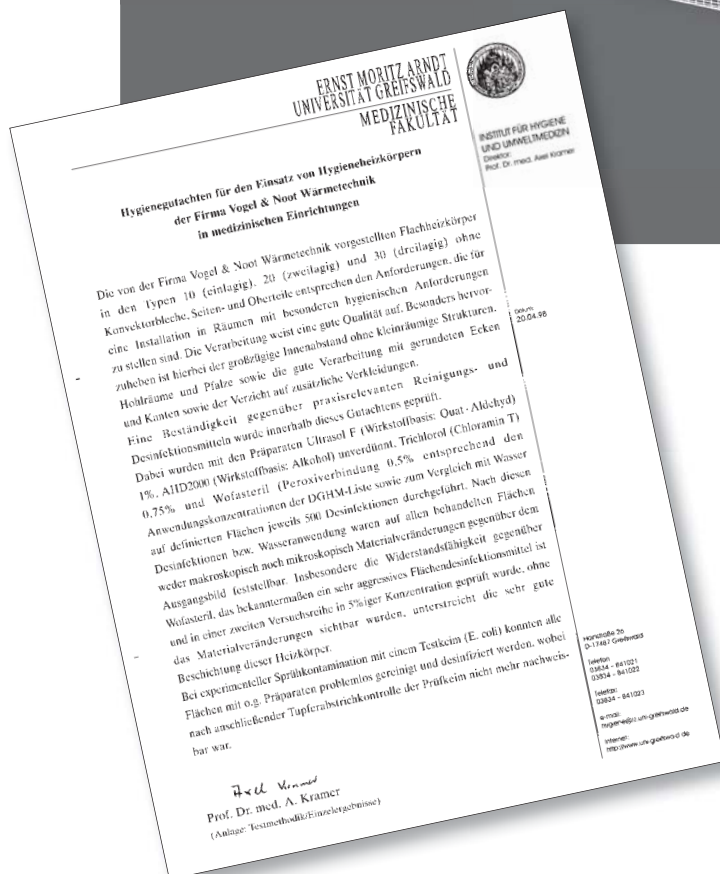 ERNST MORITZ ARNDT
UNIVERSITÄT GREIFSWALD
MEDIZINISCHE
FAKULTÄT
INSTITUT FÜR HYGIENE
UND UMWELTMEDIZIN
Direktor:
Prof. Dr. med. Axel Kramer
Hygienegutachten für den Einsatz von Hygieneheizkörpern
der Firma Vogel & Noot Wärmetechnik
in medizinischen Einrichtungen
Datum
20.04.98
Die von der Firma Vogel & Noot Wärmetechnik vorgestellten Flachheizkörper
in den Typen 10 (einlagig), 20 (zweilagig) und 30 (dreilagig) ohne
Konvektorbleche, Seiten- und Oberteile entsprechen den Anforderungen, die für
eine Installation in Räumen mit besonderen hygienischen Anforderungen
zu stellen sind. Die Verarbeitung weist eine gute Qualität auf. Besonders hervor-
zuheben ist hierbei der großzügige Innenabstand ohne kleinräumige Strukturen,
Hohlräume und Pfalze sowie die gute Verarbeitung mit gerundeten Ecken
und Kanten sowie der Verzicht auf zusätzliche Verkleidungen.
Eine Beständigkeit gegenüber praxisrelevanten Reinigungs- und
Desinfektionsmitteln wurde innerhalb dieses Gutachtens geprüft.
Dabei wurden mit den Präparaten Ultrasol F (Wirkstoffbasis: Quat - Aldehyd)
1%, AHD2000 (Wirkstoffbasis: Alkohol) unverdünnt, Trichlorol (Chloramin T)
0,75% und Wofasteril (Peroxiverbindung 0,5% entsprechend den
Anwendungskonzentrationen der DGHM-Liste sowie zum Vergleich mit Wasser
auf definierten Flächen jeweils 500 Desinfektionen durchgeführt. Nach diesen
Desinfektionen bzw. Wasseranwendung waren auf allen behandelten Flächen
weder makroskopisch noch mikroskopisch Materialveränderungen gegenüber dem
Ausgangsbild feststellbar. Insbesondere die Widerstandsfähigkeit gegenüber
Wofasteril, das bekanntermaßen ein sehr aggressives Flächendesinfektionsmittel ist
und in einer zweiten Versuchsreihe in 5%iger Konzentration geprüft wurde, ohne
das Materialveränderungen sichtbar wurden, unterstreicht die sehr gute
Beschichtung dieser Heizkörper.
Bei experimenteller Sprühkontamination mit einem Testkeim (E. coli) konnten alle
Flächen mit o.g. Präparaten problemlos gereinigt und desinfiziert werden, wobei
nach anschließender Tupferabstrichkontrolle der Prüfkeim nicht mehr nachweis-
bar war.
Axel Kramer
Prof. Dr. med. A. Kramer
(Anlage: Testmethodik/Einzelergebnisse)
Hainstraße 26
D-17487 Greifswald
Telefon
03834 - 841021
03834 - 841022
Telefax:
03834 - 841023
e-mail:
Internet:
http://www.uni-greifswald.de